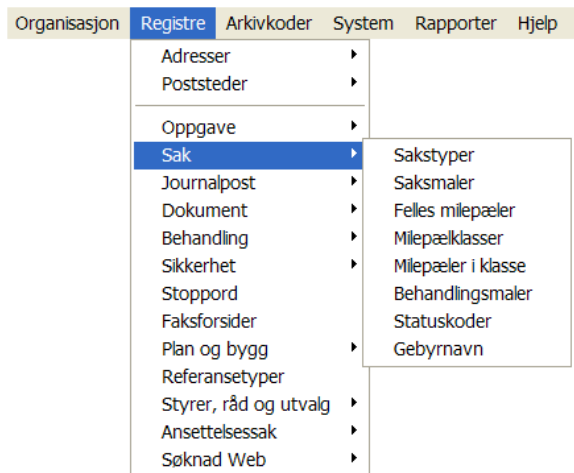 Organisasjon Registre Arkivkoder System Rapporter Hjelp
Adresser
Poststeder
Oppgave
Sak
Journalpost
Dokument
Behandling
Sikkerhet
Stoppord
Faksforsider
Plan og bygg
Referansetyper
Styrer, råd og utvalg
Ansettelsessak
Søknad Web
Sakstyper
Saksmaler
Felles milepæler
Milepælklasser
Milepæler i klasse
Behandlingsmaler
Statuskoder
Gebyrnavn